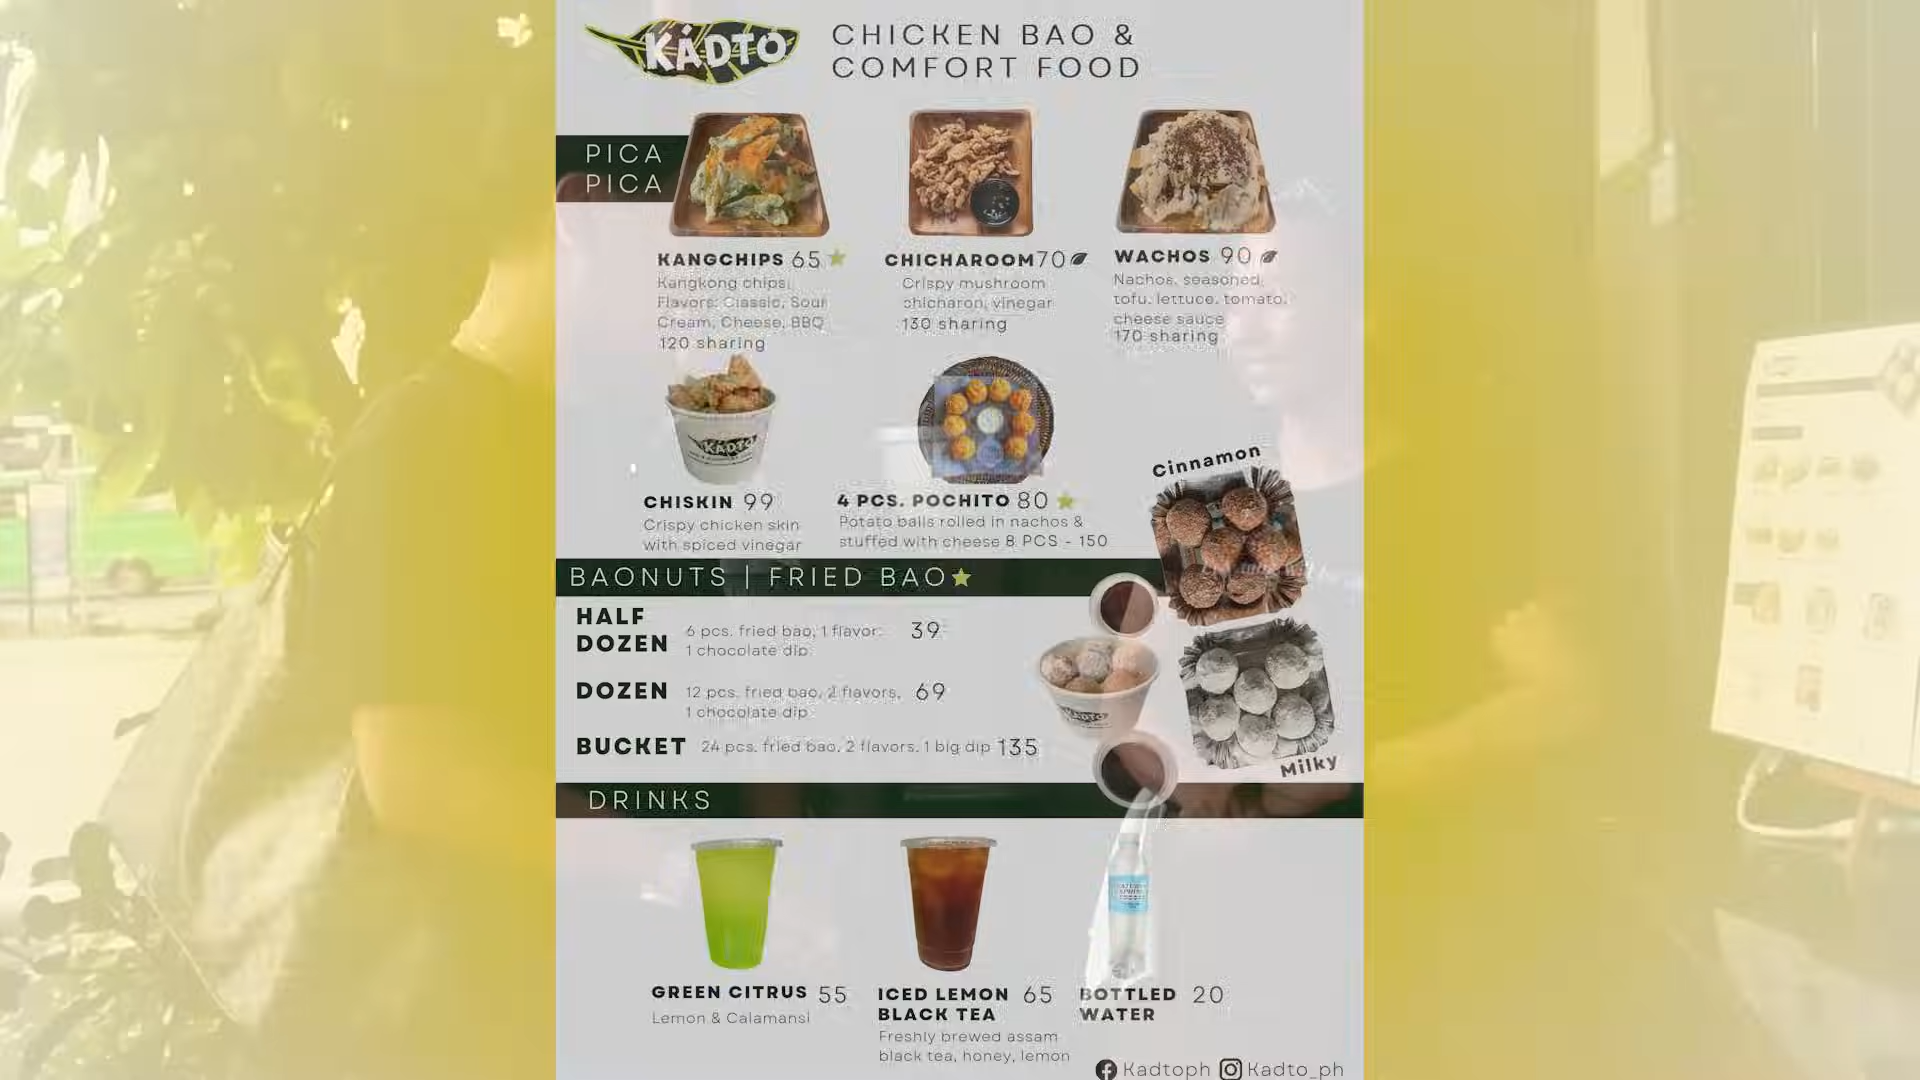 KÁDTO
CHICKEN BAO &
COMFORT FOOD
PICA
PICA
KANGCHIPS 65
Kangkong chips,
Flavors: Classic, Sour
Cream, Cheese, BBQ
120 sharing
CHICHAROOM 70
Crispy mushroom
chicharon, vinegar
130 sharing
WACHOS 90
Nachos, seasoned
tofu, lettuce, tomato,
cheese sauce
170 sharing
KÁDTO
CHISKIN 99
Crispy chicken skin
with spiced vinegar
4 PCS. POCHITO 80
Potato balls rolled in nachos &
stuffed with cheese 8 PCS - 150
Cinnamon
BAONUTS | FRIED BAO
HALF
DOZEN
6 pcs. fried bao, 1 flavor
1 chocolate dip
39
DOZEN
12 pcs. fried bao, 2 flavors,
1 chocolate dip
69
BUCKET 24 pcs. fried bao, 2 flavors, 1 big dip 135
KÁDTO
Milky
DRINKS
GREEN CITRUS 55
Lemon & Calamansi
ICED LEMON
BLACK TEA
65
Freshly brewed assam
black tea, honey, lemon
BOTTLED
WATER
20
Kadtoph
Kadto_ph